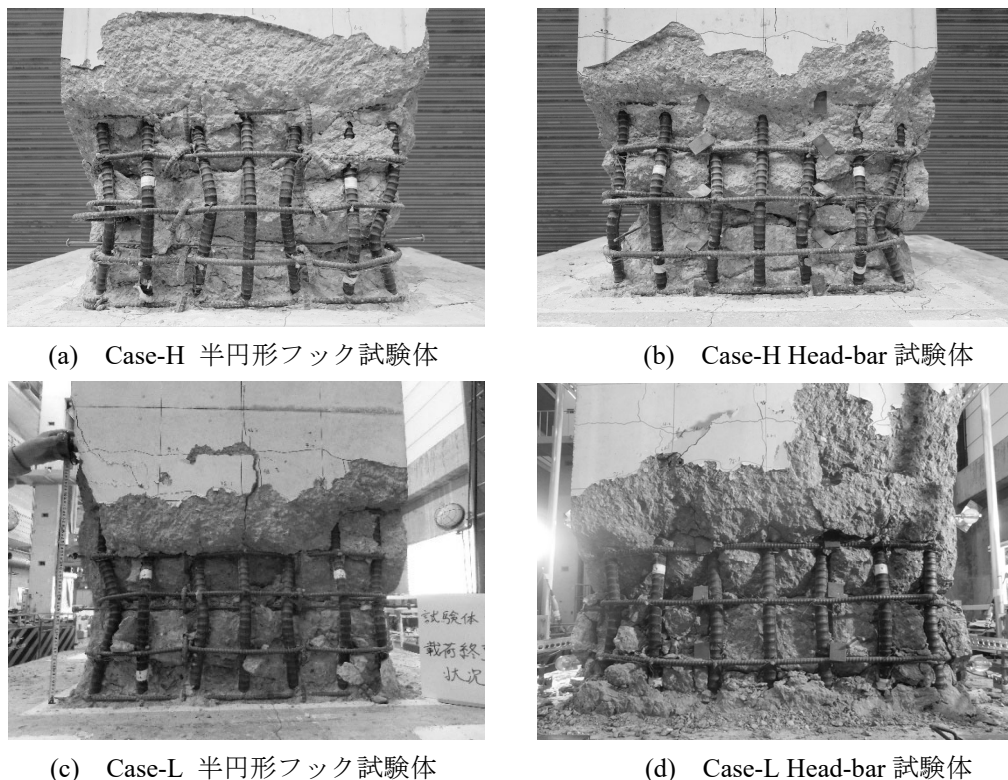 (a) Case-H 半円形フック試験体
(b) Case-H Head-bar 試験体
試験体
載荷終
状況
(c) Case-L 半円形フック試験体
(d) Case-L Head-bar 試験体